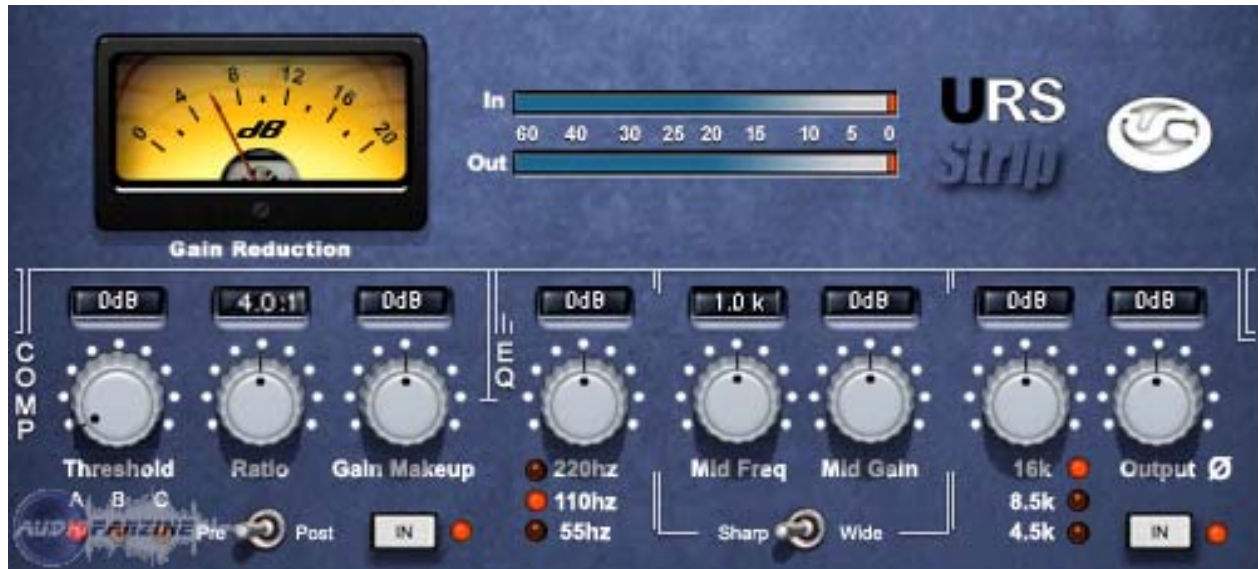 0 4 8 12 16 20
dB
Gain Reduction
In
60 40 30 25 20 15 10 5 0
Out
URS
Strip
COMP
0dB
4.0:1
0dB
EQ
0dB
1.0 k
0dB
0dB
0dB
Threshold
Ratio
Gain Makeup
220hz
110hz
55hz
Mid Freq
Mid Gain
16k
8.5k
4.5k
Output Ø
A B C
Pre
Post
IN
Sharp
Wide
IN
AUDIOFANZINE